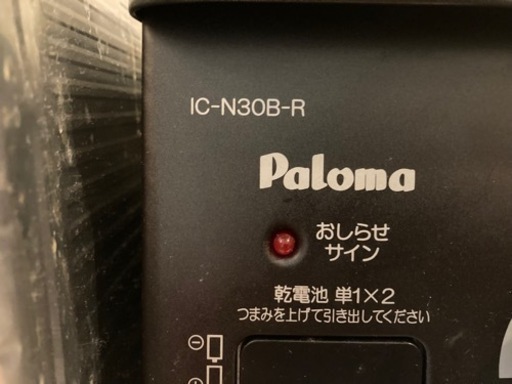 IC-N30B-R
Paloma
おしらせ
サイン
乾電池 単1×2
つまみを上げて引き出してください